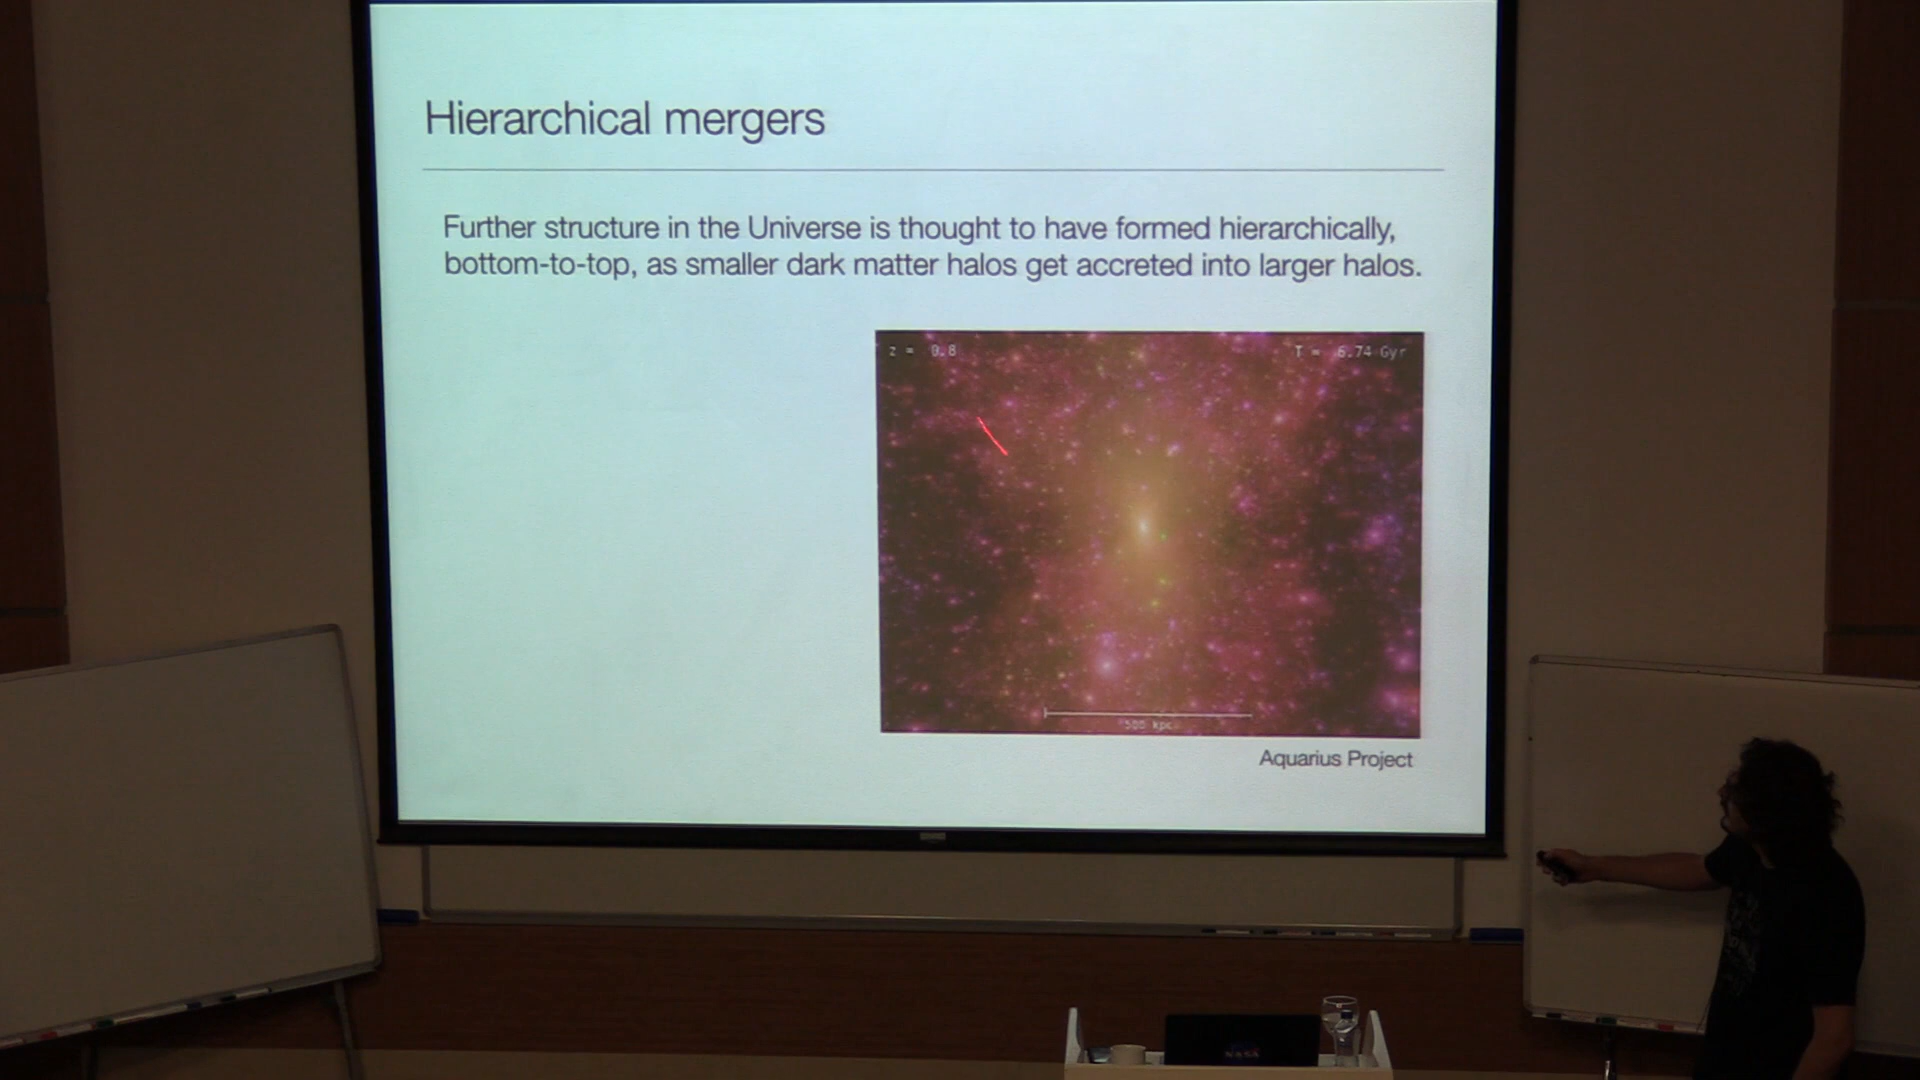 Hierarchical mergers
Further structure in the Universe is thought to have formed hierarchically,
bottom-to-top, as smaller dark matter halos get accreted into larger halos.
z = 0.8
T = 6.74 Gyr
500 kpc
Aquarius Project
NASA